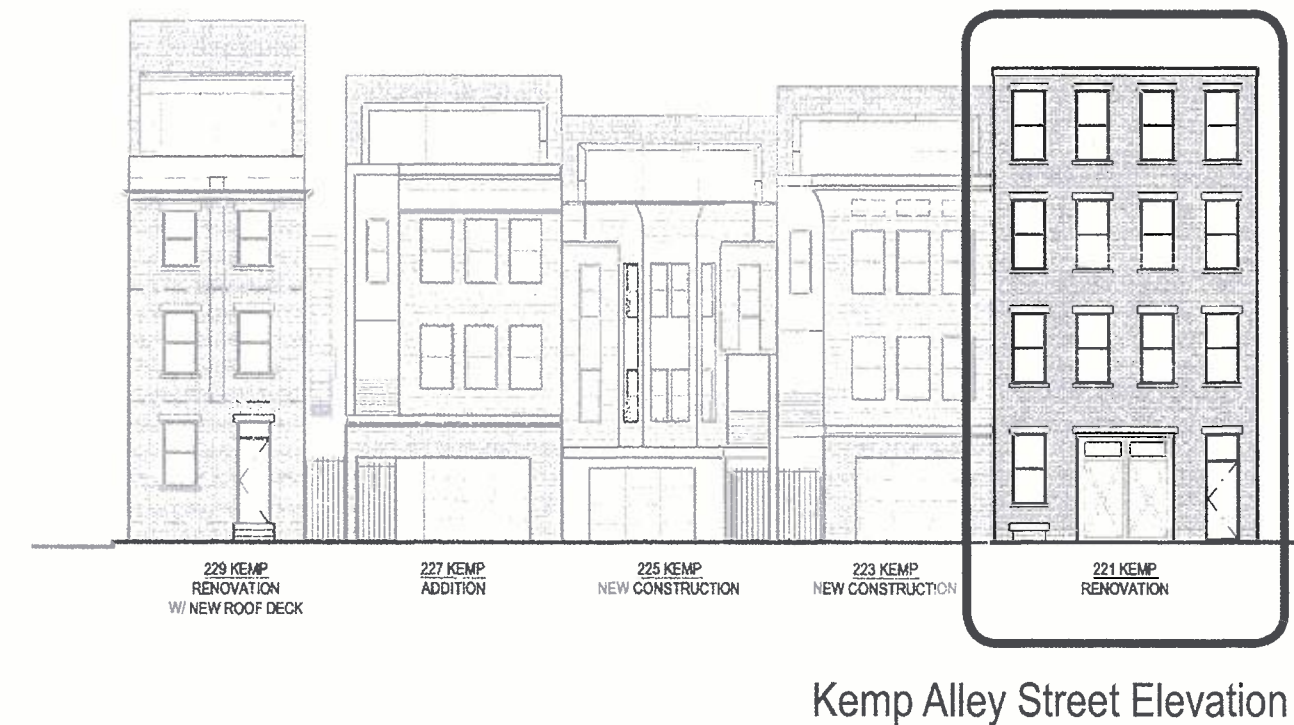 229 KEMP
RENOVATION
W/ NEW ROOF DECK
227 KEMP
ADDITION
225 KEMP
NEW CONSTRUCTION
223 KEMP
NEW CONSTRUCTION
221 KEMP
RENOVATION
Kemp Alley Street Elevation